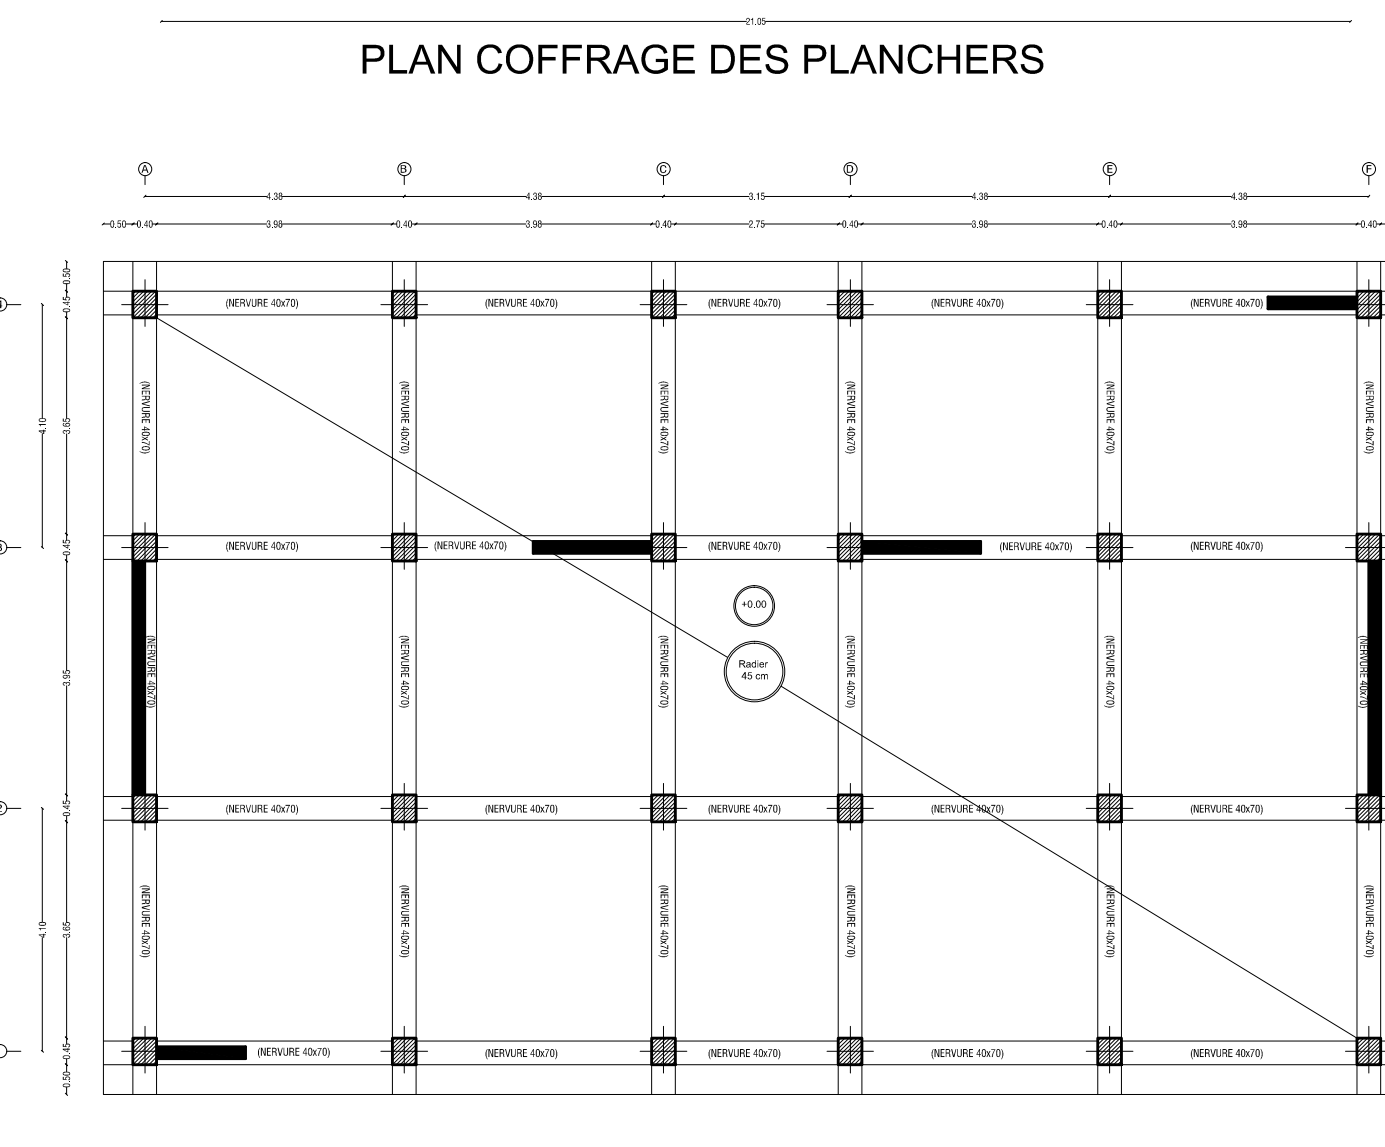 21.05
PLAN COFFRAGE DES PLANCHERS
A B C D E F
4.38 4.38 3.15 4.38 4.38
0.50 0.40 3.98 0.40 3.98 0.40 2.75 0.40 3.98 0.40 3.98 0.40
0.50
0.45
(NERVURE 40x70) (NERVURE 40x70) (NERVURE 40x70) (NERVURE 40x70) (NERVURE 40x70)
4.10
3.65
(NERVURE 40x70) (NERVURE 40x70) (NERVURE 40x70) (NERVURE 40x70) (NERVURE 40x70) (NERVURE 40x70)
0.45
(NERVURE 40x70) (NERVURE 40x70) (NERVURE 40x70) (NERVURE 40x70) (NERVURE 40x70)
+0.00
Radier
45 cm
3.95
(NERVURE 40x70) (NERVURE 40x70) (NERVURE 40x70) (NERVURE 40x70) (NERVURE 40x70) (NERVURE 40x70)
0.45
(NERVURE 40x70) (NERVURE 40x70) (NERVURE 40x70) (NERVURE 40x70) (NERVURE 40x70)
4.10
3.65
(NERVURE 40x70) (NERVURE 40x70) (NERVURE 40x70) (NERVURE 40x70) (NERVURE 40x70) (NERVURE 40x70)
0.45
(NERVURE 40x70) (NERVURE 40x70) (NERVURE 40x70) (NERVURE 40x70) (NERVURE 40x70)
0.50